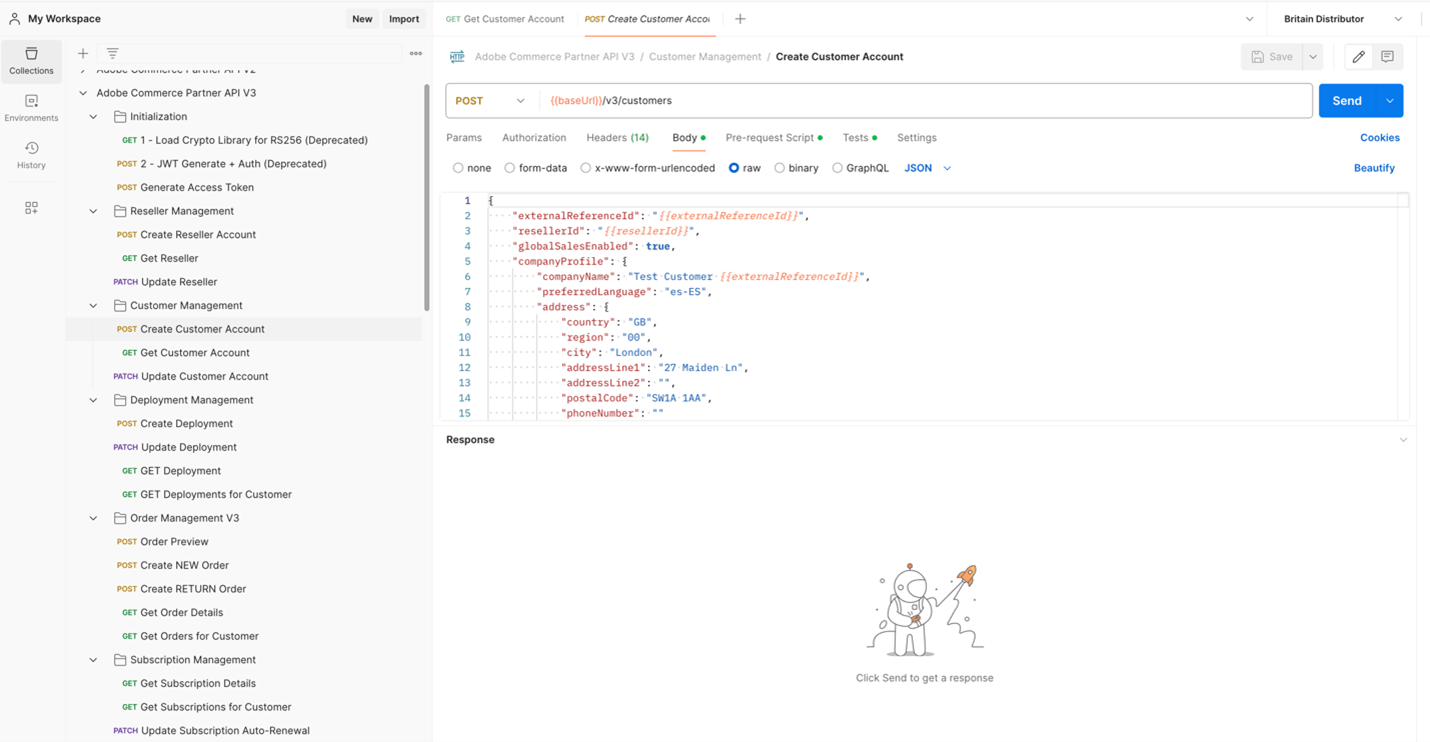 My Workspace
New
Import
Collections
Environments
History
Adobe Commerce Partner API V2
Adobe Commerce Partner API V3
Initialization
GET 1 - Load Crypto Library for RS256 (Deprecated)
POST 2 - JWT Generate + Auth (Deprecated)
POST Generate Access Token
Reseller Management
POST Create Reseller Account
GET Get Reseller
PATCH Update Reseller
Customer Management
POST Create Customer Account
GET Get Customer Account
PATCH Update Customer Account
Deployment Management
POST Create Deployment
PATCH Update Deployment
GET GET Deployment
GET GET Deployments for Customer
Order Management V3
POST Order Preview
POST Create NEW Order
POST Create RETURN Order
GET Get Order Details
GET Get Orders for Customer
Subscription Management
GET Get Subscription Details
GET Get Subscriptions for Customer
PATCH Update Subscription Auto-Renewal
GET Get Customer Account
POST Create Customer Accou
Britain Distributor
HTTP Adobe Commerce Partner API V3 / Customer Management / Create Customer Account
Save
POST {{baseUrl}}/v3/customers
Send
Params Authorization Headers (14) Body Pre-request Script Tests Settings Cookies
none form-data x-www-form-urlencoded raw binary GraphQL JSON Beautify
1 {
2 "externalReferenceId": "{{externalReferenceId}}",
3 "resellerId": "{{resellerId}}",
4 "globalSalesEnabled": true,
5 "companyProfile": {
6 "companyName": "Test Customer {{externalReferenceId}}",
7 "preferredLanguage": "es-ES",
8 "address": {
9 "country": "GB",
10 "region": "00",
11 "city": "London",
12 "addressLine1": "27 Maiden Ln",
13 "addressLine2": "",
14 "postalCode": "SW1A 1AA",
15 "phoneNumber": ""
Response
Click Send to get a response